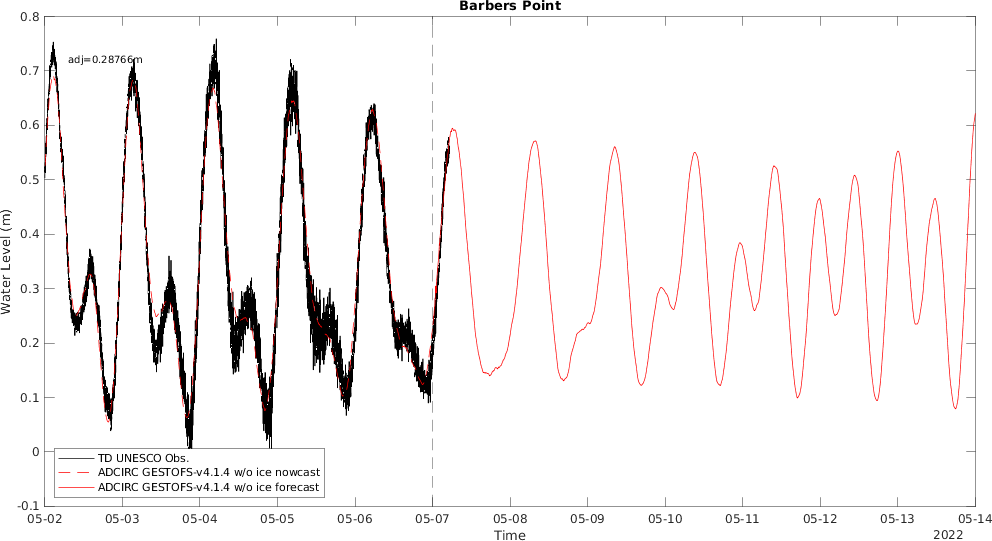 Barbers Point
0.8
0.7
0.6
0.5
0.4
0.3
0.2
0.1
0
-0.1
Water Level (m)
adj=0.28766m
TD UNESCO Obs.
ADCIRC GESTOFS-v4.1.4 w/o ice nowcast
ADCIRC GESTOFS-v4.1.4 w/o ice forecast
05-02 05-03 05-04 05-05 05-06 05-07 05-08 05-09 05-10 05-11 05-12 05-13 05-14
Time
2022